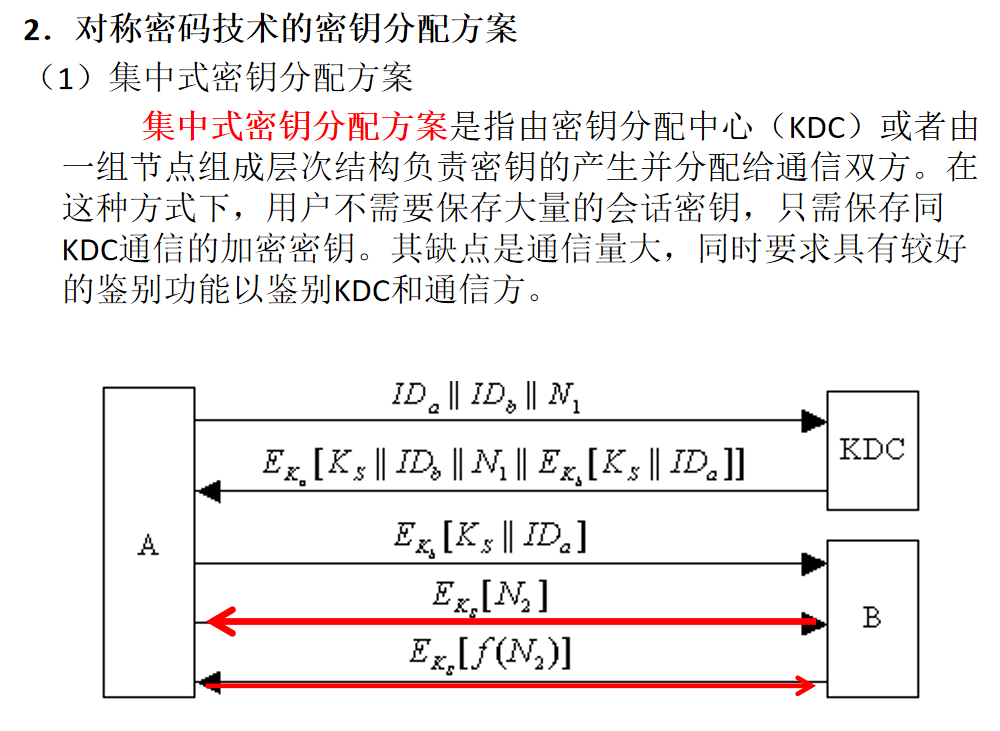 2．对称密码技术的密钥分配方案
（1）集中式密钥分配方案
集中式密钥分配方案是指由密钥分配中心（KDC）或者由
一组节点组成层次结构负责密钥的产生并分配给通信双方。在
这种方式下，用户不需要保存大量的会话密钥，只需保存同
KDC通信的加密密钥。其缺点是通信量大，同时要求具有较好
的鉴别功能以鉴别KDC和通信方。
ID_a || ID_b || N_1
KDC
E_{K_a}[K_S || ID_b || N_1 || E_{K_b}[K_S || ID_a]]
A
E_{K_b}[K_S || ID_a]
E_{K_S}[N_2]
B
E_{K_S}[f(N_2)]